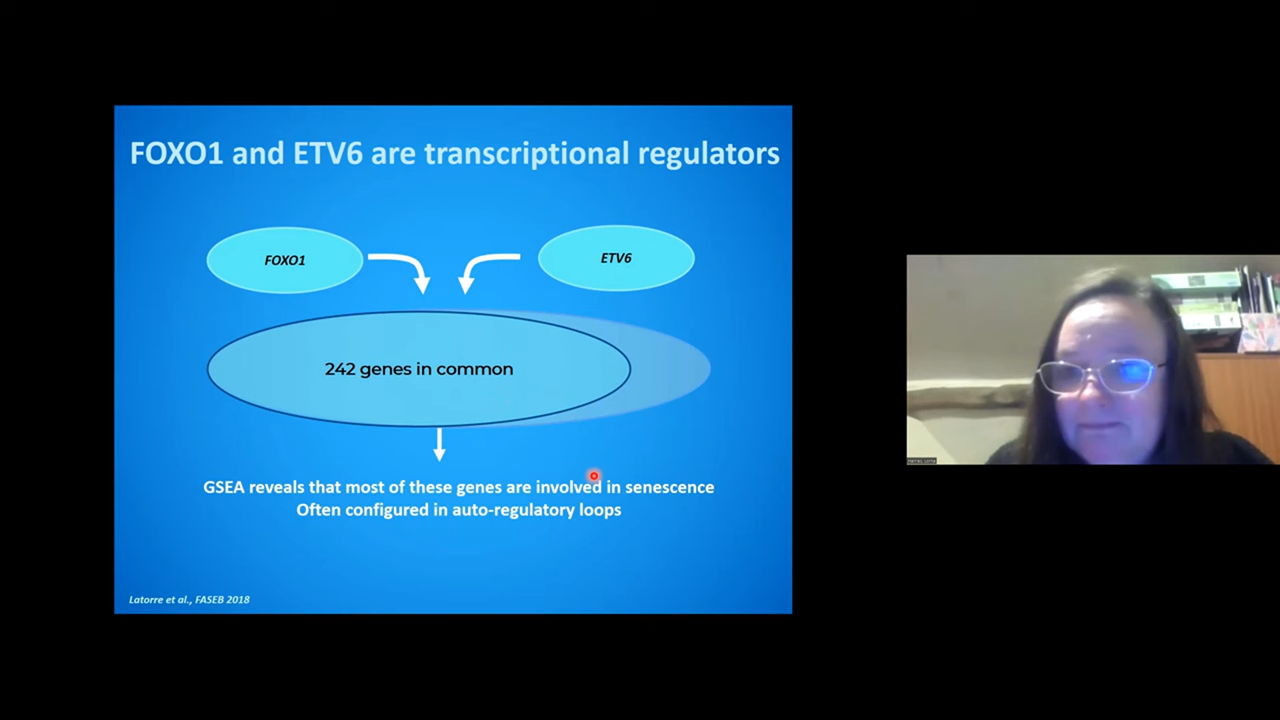 FOXO1 and ETV6 are transcriptional regulators
FOXO1
ETV6
242 genes in common
GSEA reveals that most of these genes are involved in senescence
Often configured in auto-regulatory loops
Latorre et al., FASEB 2018